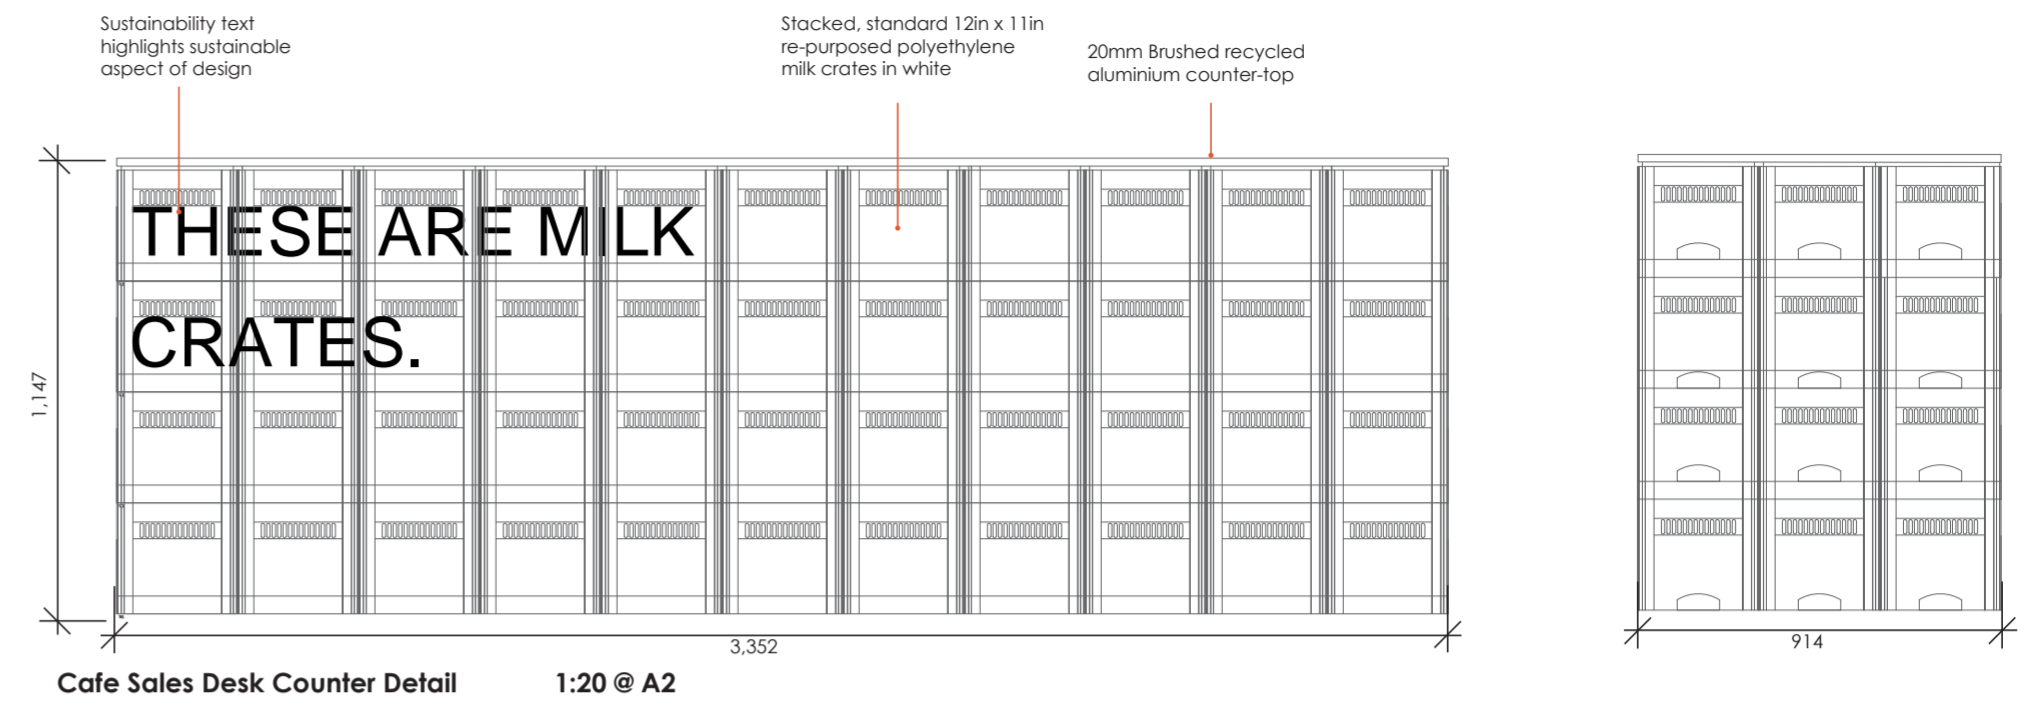 Sustainability text
highlights sustainable
aspect of design
Stacked, standard 12in x 11in
re-purposed polyethylene
milk crates in white
20mm Brushed recycled
aluminium counter-top
THESE ARE MILK
CRATES.
1,147
3,352
914
Cafe Sales Desk Counter Detail 1:20 @ A2